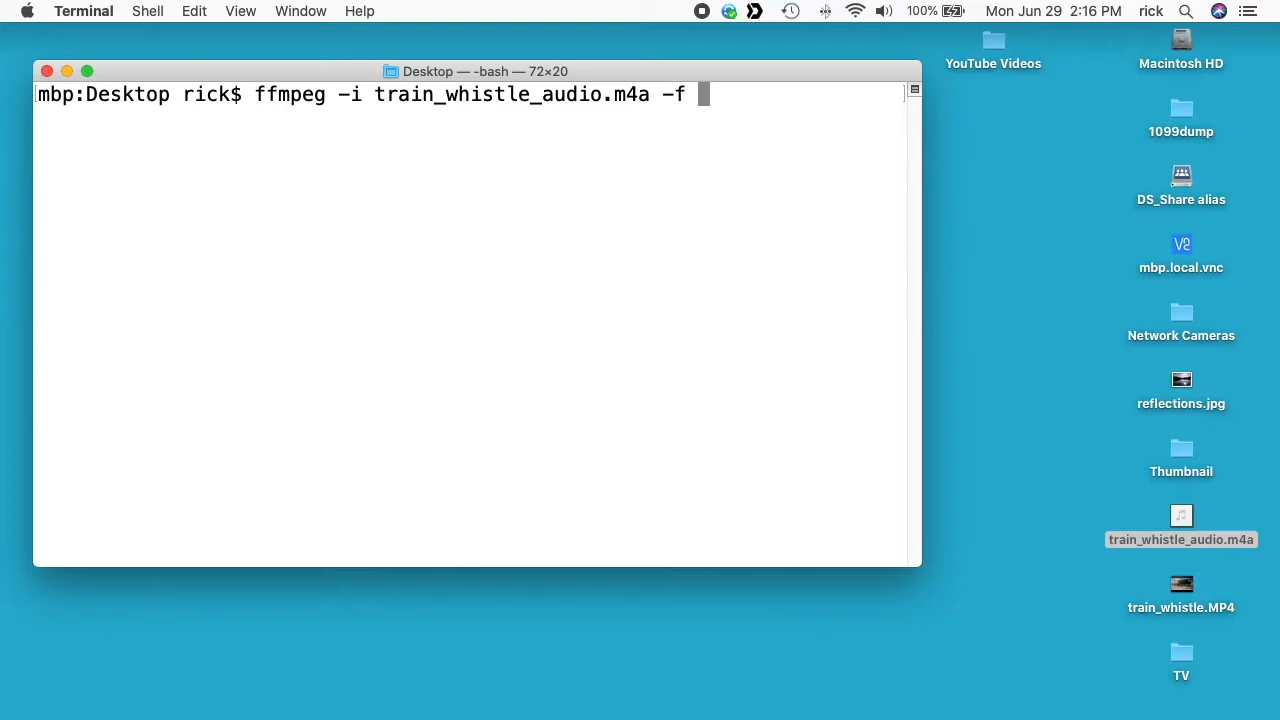 Terminal Shell Edit View Window Help 100% Mon Jun 29 2:16 PM rick
Desktop — -bash — 72×20
mbp:Desktop rick$ ffmpeg -i train_whistle_audio.m4a -f
YouTube Videos
Macintosh HD
1099dump
DS_Share alias
mbp.local.vnc
Network Cameras
reflections.jpg
Thumbnail
train_whistle_audio.m4a
train_whistle.MP4
TV